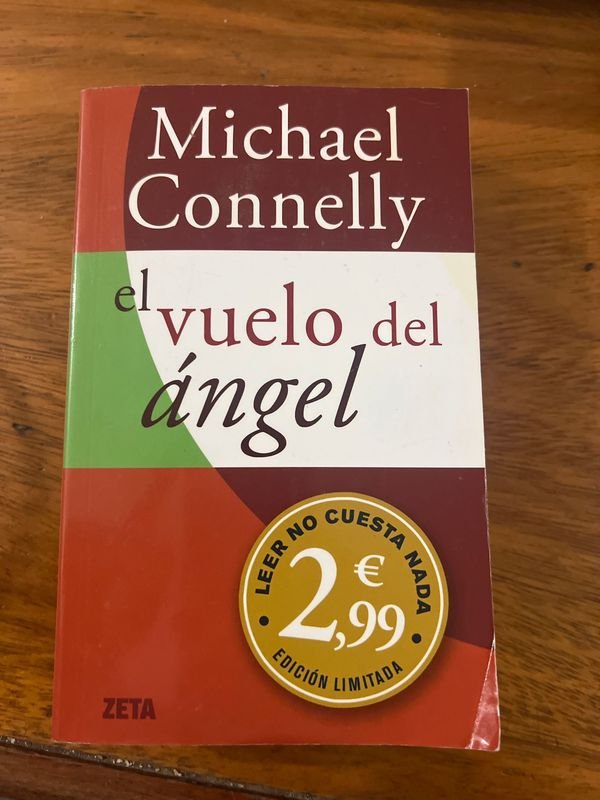 Michael
Connelly
el vuelo del
ángel
LEER NO CUESTA NADA
2,99 €
EDICIÓN LIMITADA
ZETA